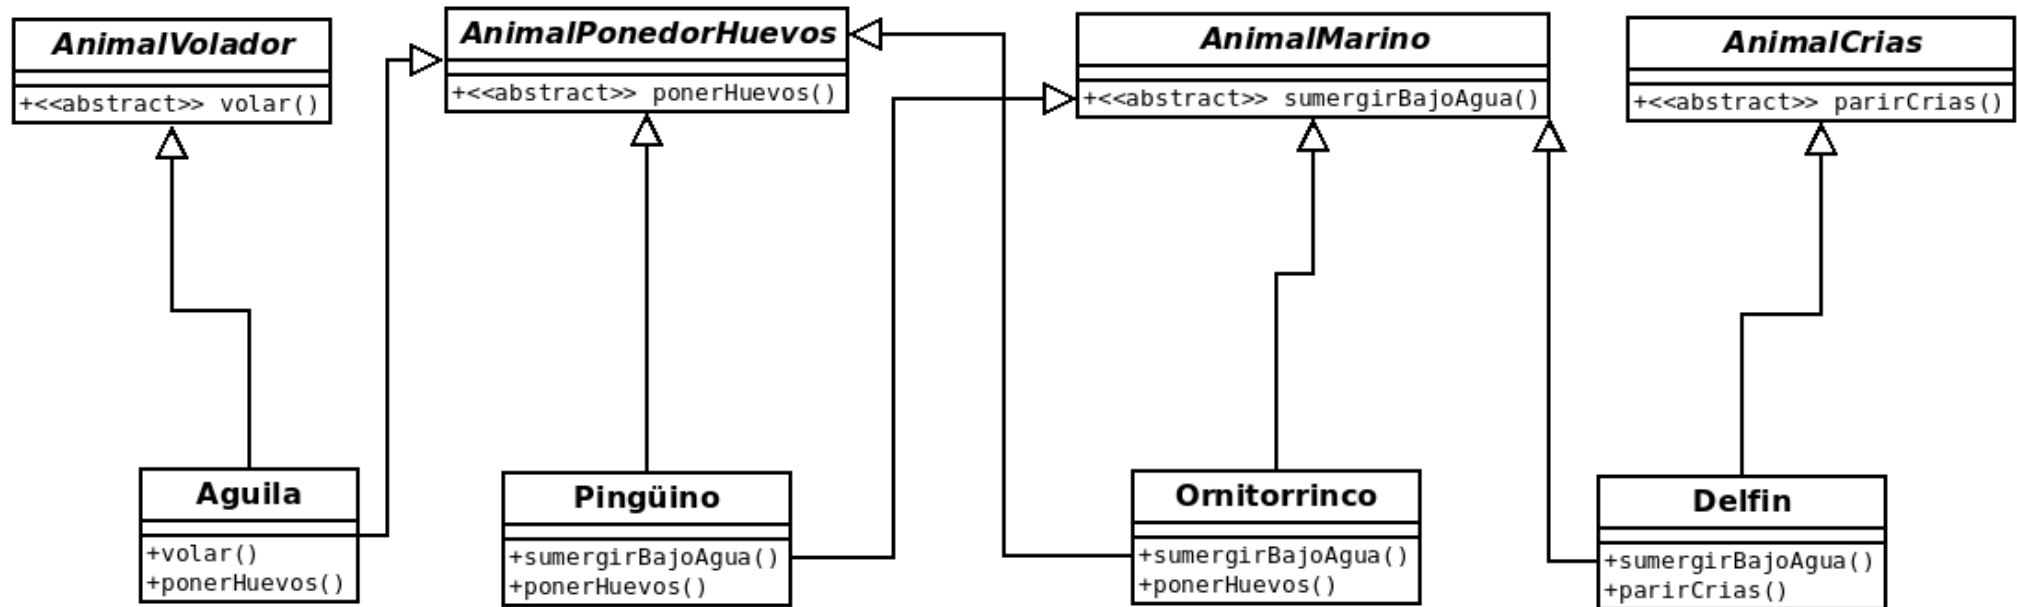 AnimalVolador
+<<abstract>> volar()
AnimalPonedorHuevos
+<<abstract>> ponerHuevos()
AnimalMarino
+<<abstract>> sumergirBajoAgua()
AnimalCrias
+<<abstract>> parirCrias()
Aguila
+volar()
+ponerHuevos()
Pingüino
+sumergirBajoAgua()
+ponerHuevos()
Ornitorrinco
+sumergirBajoAgua()
+ponerHuevos()
Delfin
+sumergirBajoAgua()
+parirCrias()